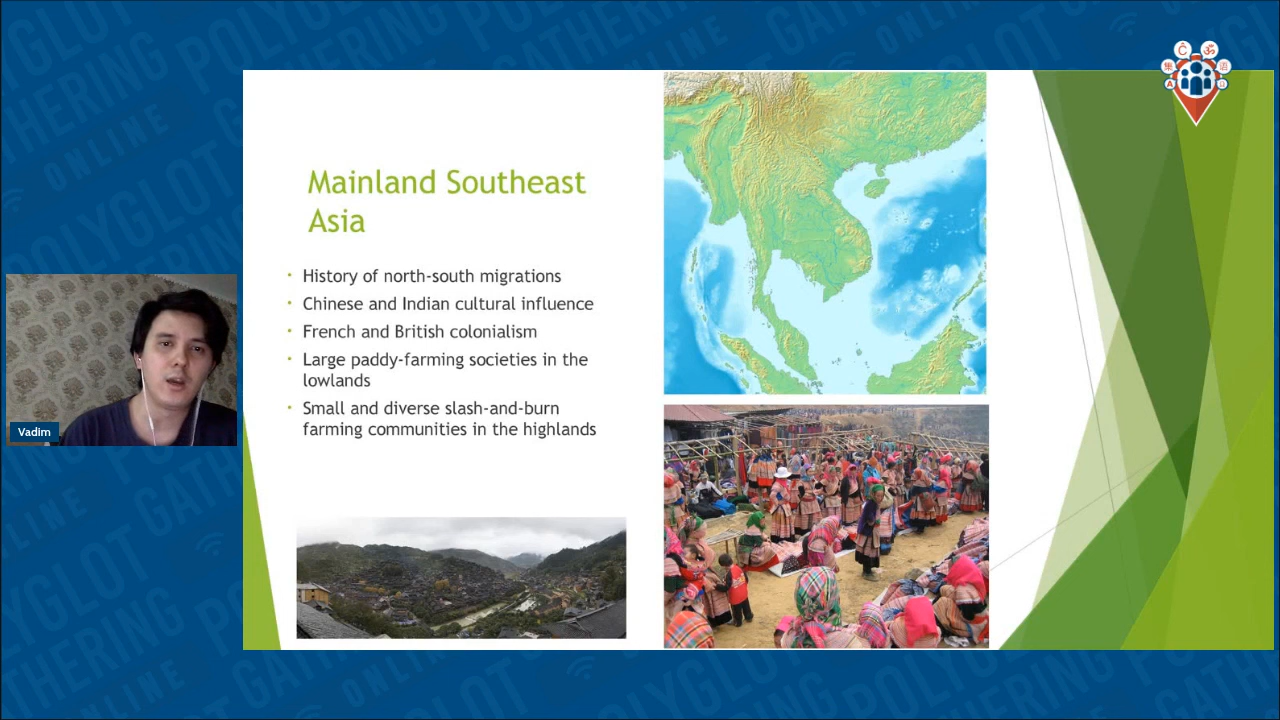 Mainland Southeast
Asia
• History of north-south migrations
• Chinese and Indian cultural influence
• French and British colonialism
• Large paddy-farming societies in the
lowlands
• Small and diverse slash-and-burn
farming communities in the highlands
Vadim
POLYGLOT
GATHERING
ONLINE
Ĉ
ॐ
集
语
A